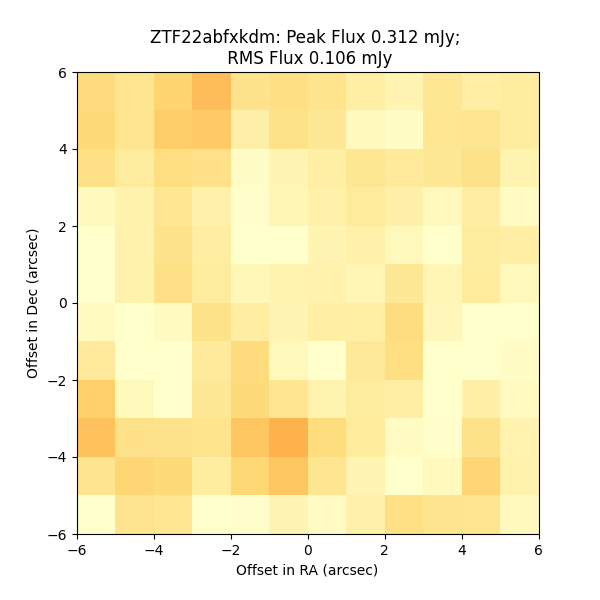 ZTF22abfxkdm: Peak Flux 0.312 mJy;
RMS Flux 0.106 mJy
6
4
2
0
−2
−4
−6
Offset in Dec (arcsec)
−6 −4 −2 0 2 4 6
Offset in RA (arcsec)